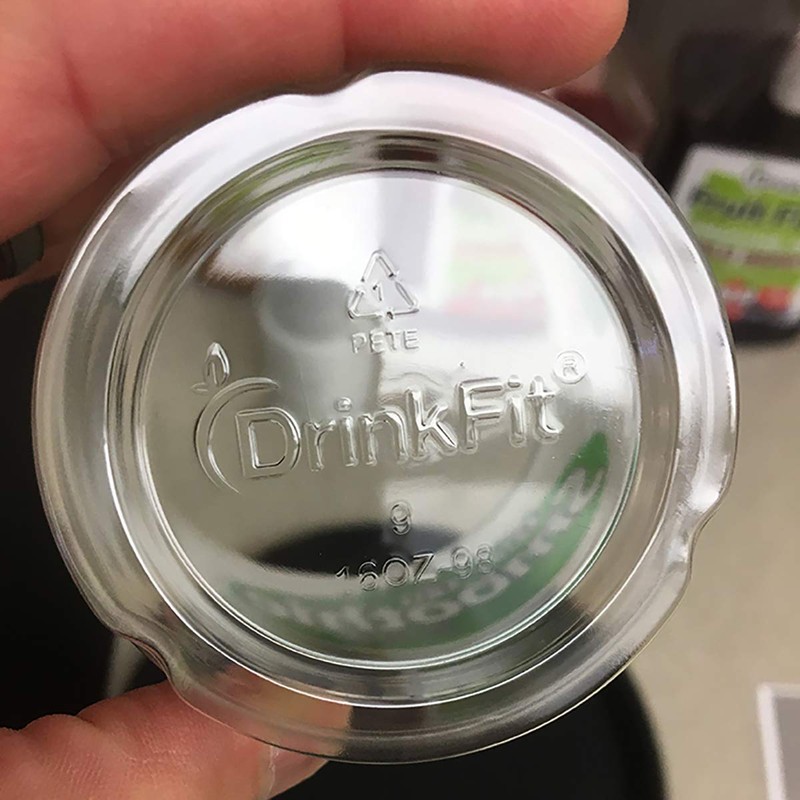 1
PETE
DrinkFit®
9
16OZ-98